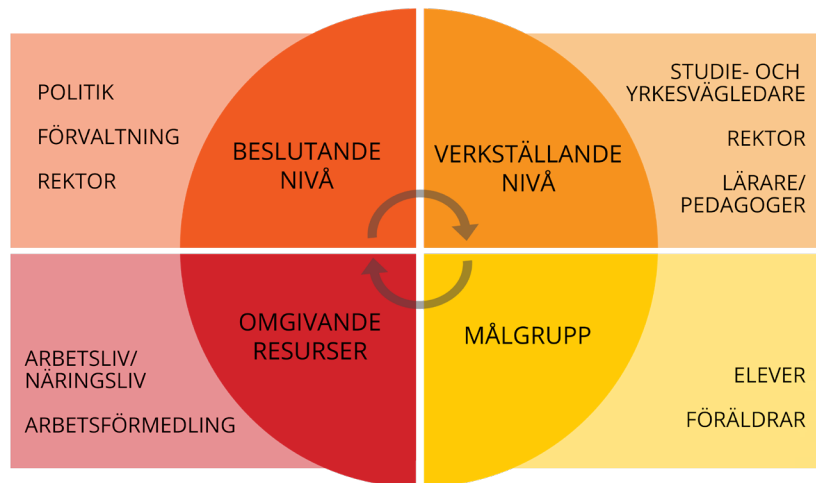 POLITIK
FÖRVALTNING
REKTOR
BESLUTANDE
NIVÅ
VERKSTÄLLANDE
NIVÅ
STUDIE- OCH
YRKESVÄGLEDARE
REKTOR
LÄRARE/
PEDAGOGER
ARBETSLIV/
NÄRINGSLIV
ARBETSFÖRMEDLING
OMGIVANDE
RESURSER
MÅLGRUPP
ELEVER
FÖRÄLDRAR